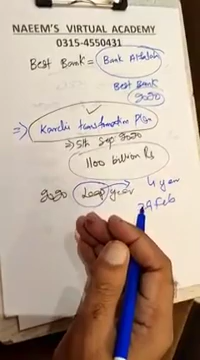 NAEEM'S VIRTUAL ACADEMY
0315-4550431
Best Bank = Bank Alfalah
Best Bank
2020
=> Karachi transformation Plan
=> 5th Sep 2020
1100 billion Rs
2020 Leap year 4 year
29 Feb